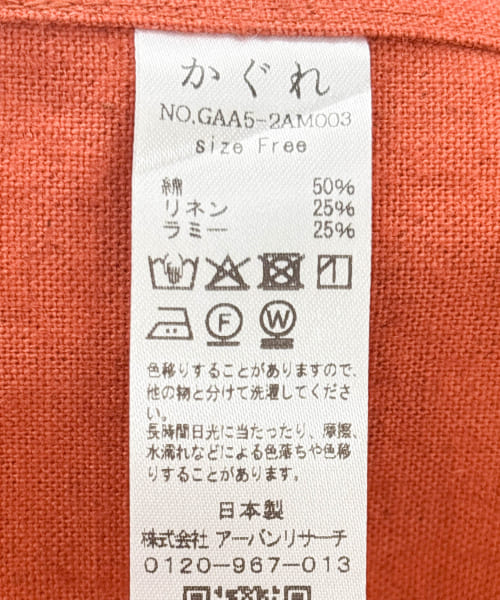 かぐれ
NO.GAA5-2AM003
size Free
綿 50%
リネン 25%
ラミー 25%
F W
色移りすることがありますので、
他の物と分けて洗濯してくださ
い。
長時間日光に当たったり、摩擦、
水濡れなどによる色落ちや色移
りすることがあります。
日本製
株式会社 アーバンリサーチ
0120-967-013